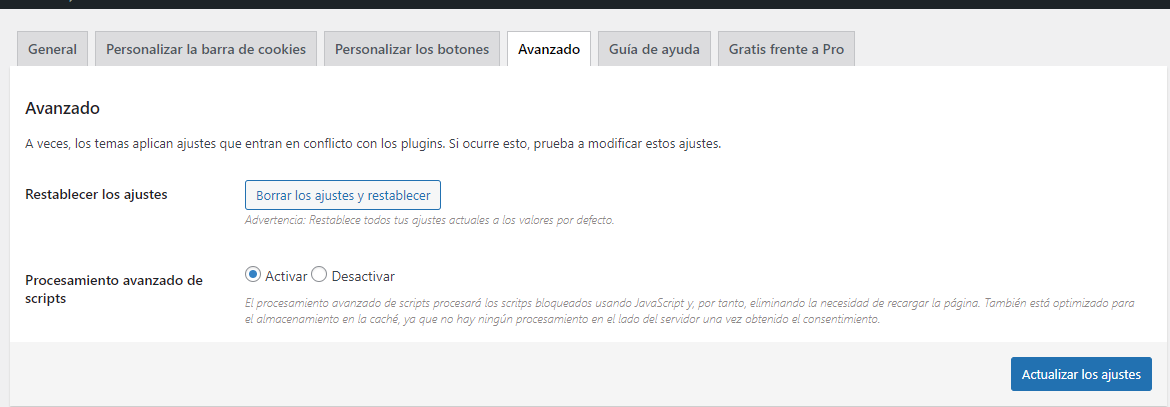 General
Personalizar la barra de cookies
Personalizar los botones
Avanzado
Guía de ayuda
Gratis frente a Pro
Avanzado
A veces, los temas aplican ajustes que entran en conflicto con los plugins. Si ocurre esto, prueba a modificar estos ajustes.
Restablecer los ajustes
Borrar los ajustes y restablecer
Advertencia: Restablece todos tus ajustes actuales a los valores por defecto.
Procesamiento avanzado de
scripts
Activar
Desactivar
El procesamiento avanzado de scripts procesará los scritps bloqueados usando JavaScript y, por tanto, eliminando la necesidad de recargar la página. También está optimizado para
el almacenamiento en la caché, ya que no hay ningún procesamiento en el lado del servidor una vez obtenido el consentimiento.
Actualizar los ajustes